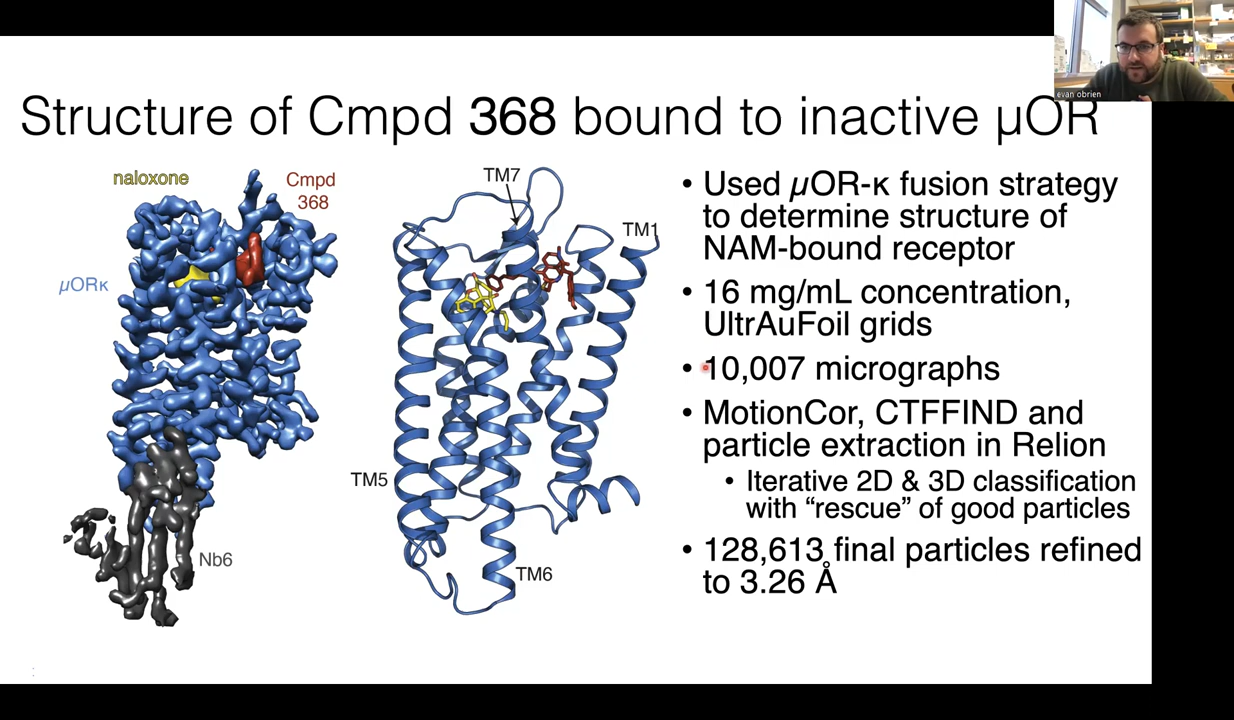 evan obrien
Structure of Cmpd 368 bound to inactive µOR
naloxone
Cmpd
368
µORκ
Nb6
TM7
TM1
TM5
TM6
• Used µOR-κ fusion strategy
to determine structure of
NAM-bound receptor
• 16 mg/mL concentration,
UltrAuFoil grids
• 10,007 micrographs
• MotionCor, CTFFIND and
particle extraction in Relion
• Iterative 2D & 3D classification
with “rescue” of good particles
• 128,613 final particles refined
to 3.26 Å